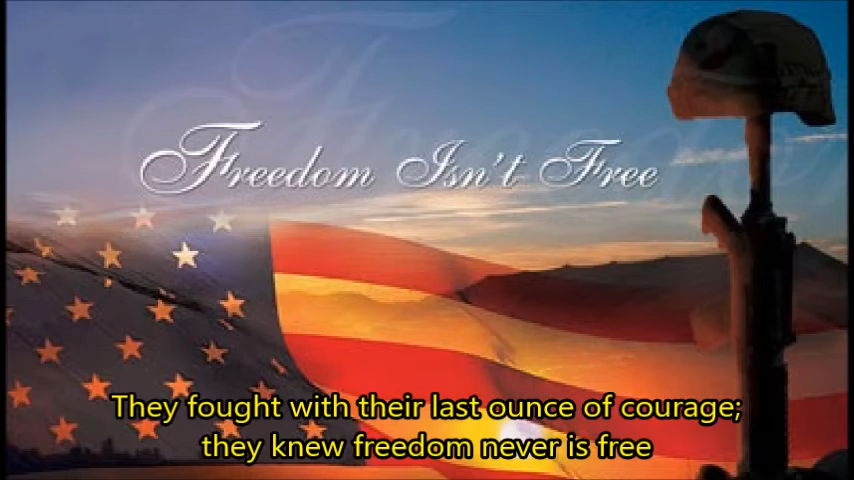 Freedom Isn't Free
They fought with their last ounce of courage;
they knew freedom never is free